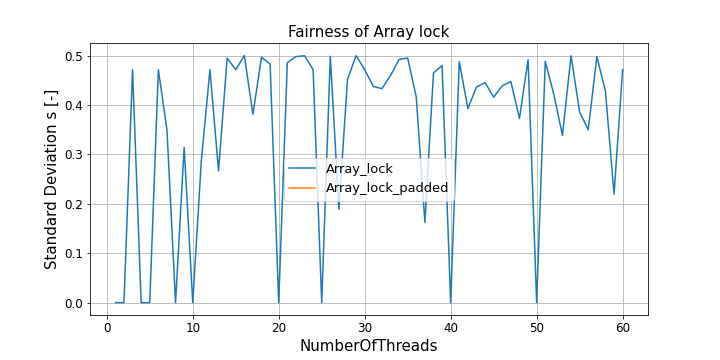 Fairness of Array lock
Standard Deviation s [-]
0.5
0.4
0.3
0.2
0.1
0.0
Array_lock
Array_lock_padded
0 10 20 30 40 50 60
NumberOfThreads